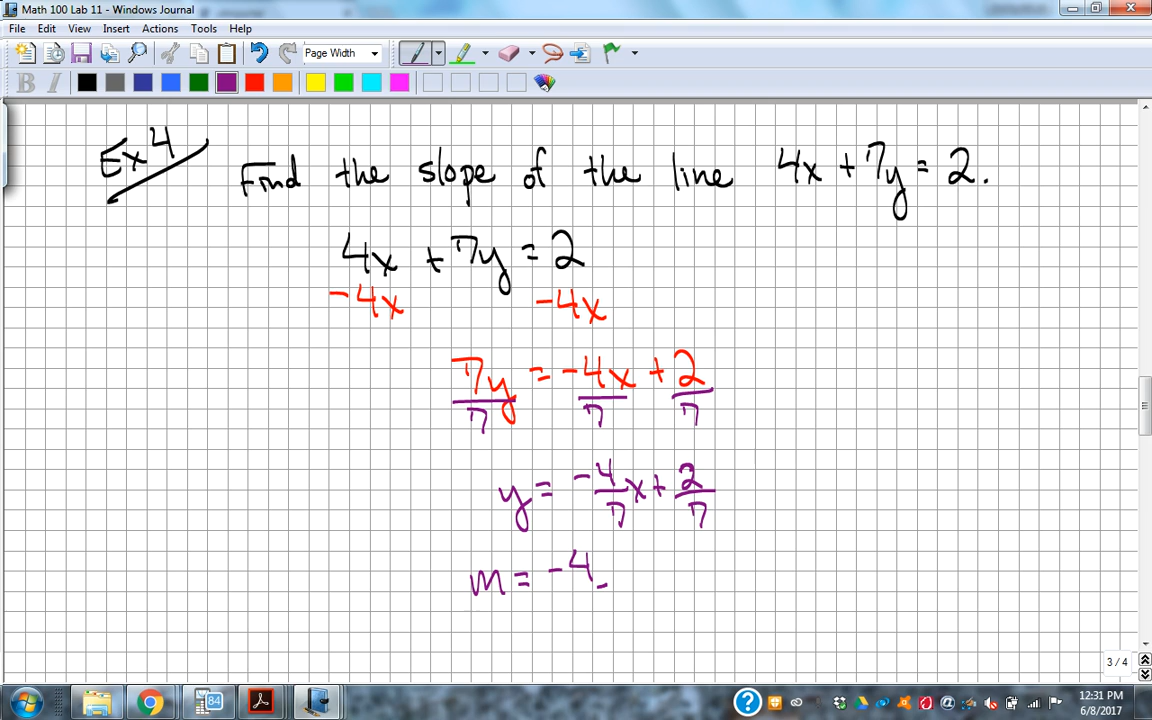 Math 100 Lab 11 - Windows Journal
File Edit View Insert Actions Tools Help
Page Width
Ex 4 Find the slope of the line 4x + 7y = 2.
4x + 7y = 2
-4x -4x
7y = -4x + 2
7 7 7
y = -4/7 x + 2/7
m = -4
3 / 4
84
12:31 PM
6/8/2017